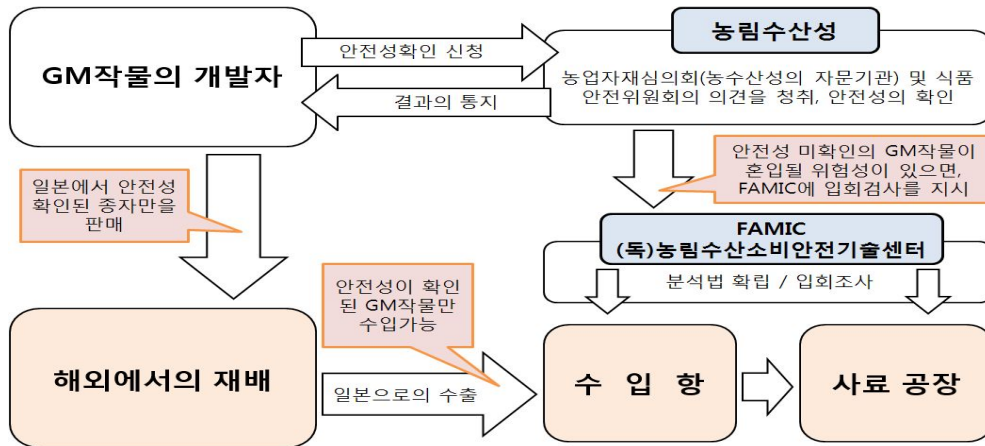 GM작물의 개발자
안전성확인 신청
결과의 통지
농림수산성
농업자재심의회(농수산성의 자문기관) 및 식품
안전위원회의 의견을 청취, 안전성의 확인
일본에서 안전성
확인된 종자만을
판매
안전성 미확인의 GM작물이
혼입될 위험성이 있으면,
FAMIC에 입회검사를 지시
FAMIC
(독)농림수산소비안전기술센터
분석법 확립 / 입회조사
안전성이 확인
된 GM작물만
수입가능
해외에서의 재배
일본으로의 수출
수 입 항
사료 공장